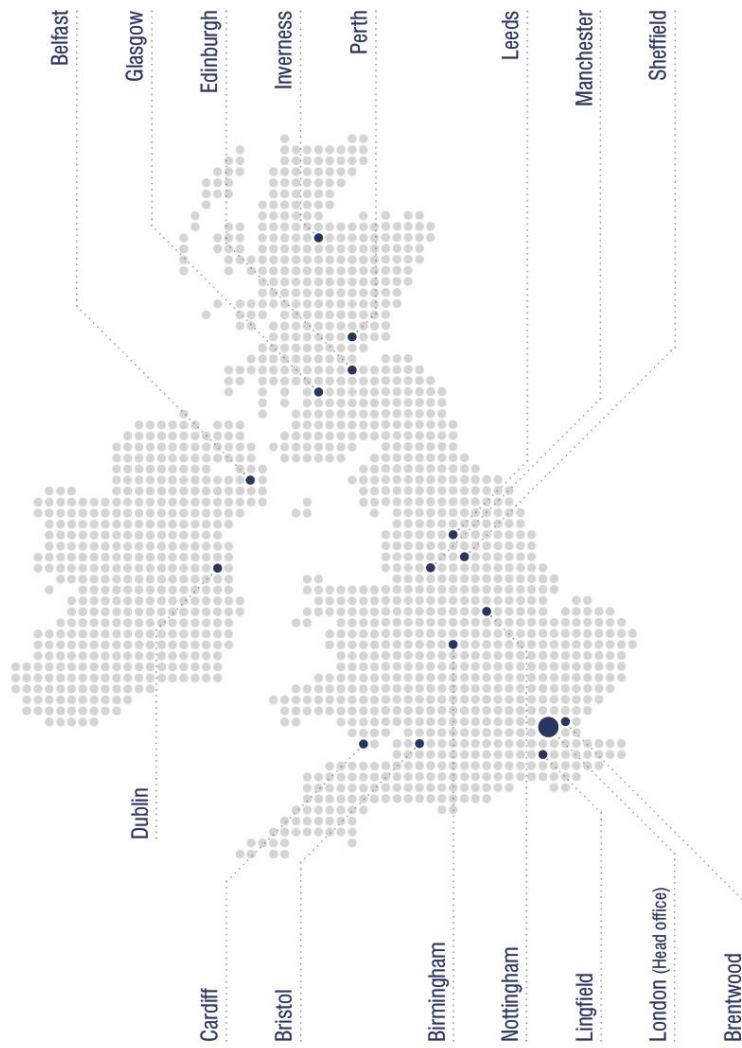 Belfast
Glasgow
Edinburgh
Inverness
Perth
Leeds
Manchester
Sheffield
Dublin
Cardiff
Bristol
Birmingham
Nottingham
Lingfield
London (Head office)
Brentwood